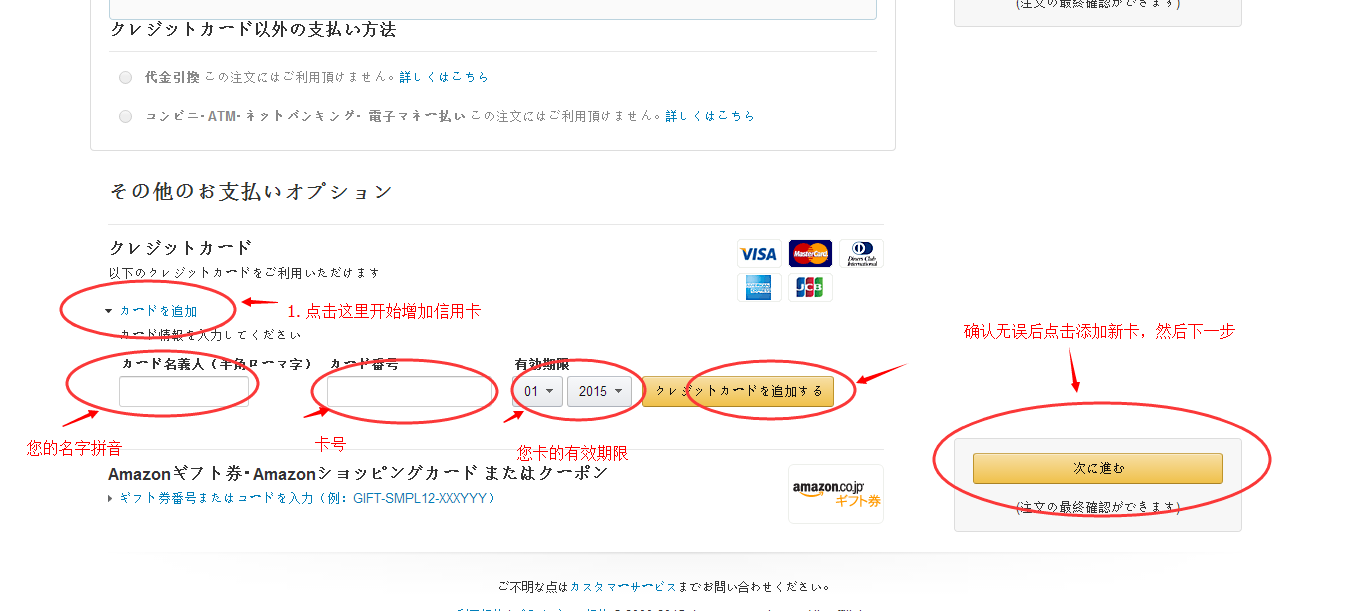 (注文の最終確認ができます)
クレジットカード以外の支払い方法
代金引換 この注文にはご利用頂けません。詳しくはこちら
コンビニ・ATM・ネットバンキング・電子マネー払い この注文にはご利用頂けません。詳しくはこちら
その他のお支払いオプション
クレジットカード
以下のクレジットカードをご利用いただけます
VISA MasterCard Diners Club International
AMERICAN EXPRESS JCB
カードを追加
1. 点击这里开始增加信用卡
カード情報を入力してください
确认无误后点击添加新卡，然后下一步
カード名義人（半角ローマ字） カード番号 有効期限
01 2015 クレジットカードを追加する
您的名字拼音
卡号
您卡的有效期限
Amazonギフト券・Amazonショッピングカード またはクーポン
ギフト券番号またはコードを入力（例：GIFT-SMPL12-XXXYYY）
amazon.co.jp
ギフト券
次に進む
(注文の最終確認ができます)
ご不明な点はカスタマーサービスまでお問い合わせください。